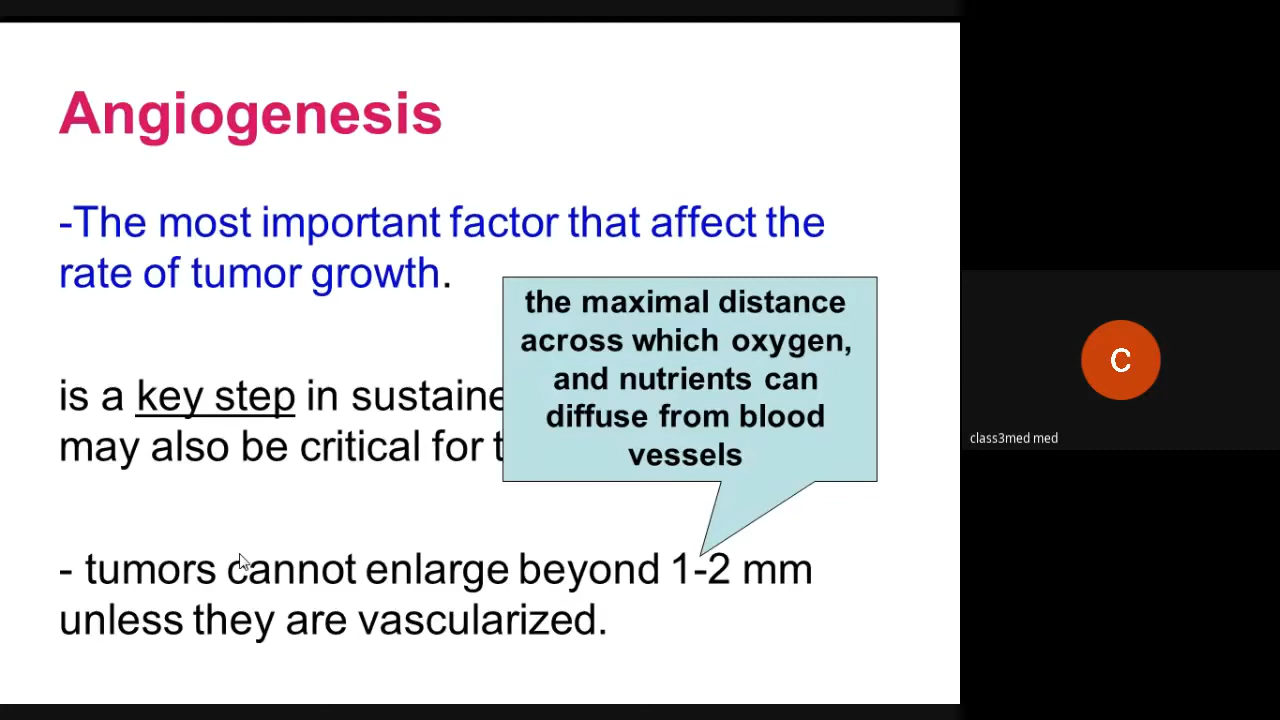 Angiogenesis
-The most important factor that affect the
rate of tumor growth.
the maximal distance
across which oxygen,
and nutrients can
diffuse from blood
vessels
is a key step in
may also be critical for
- tumors cannot enlarge beyond 1-2 mm
unless they are vascularized.
C
class3med med